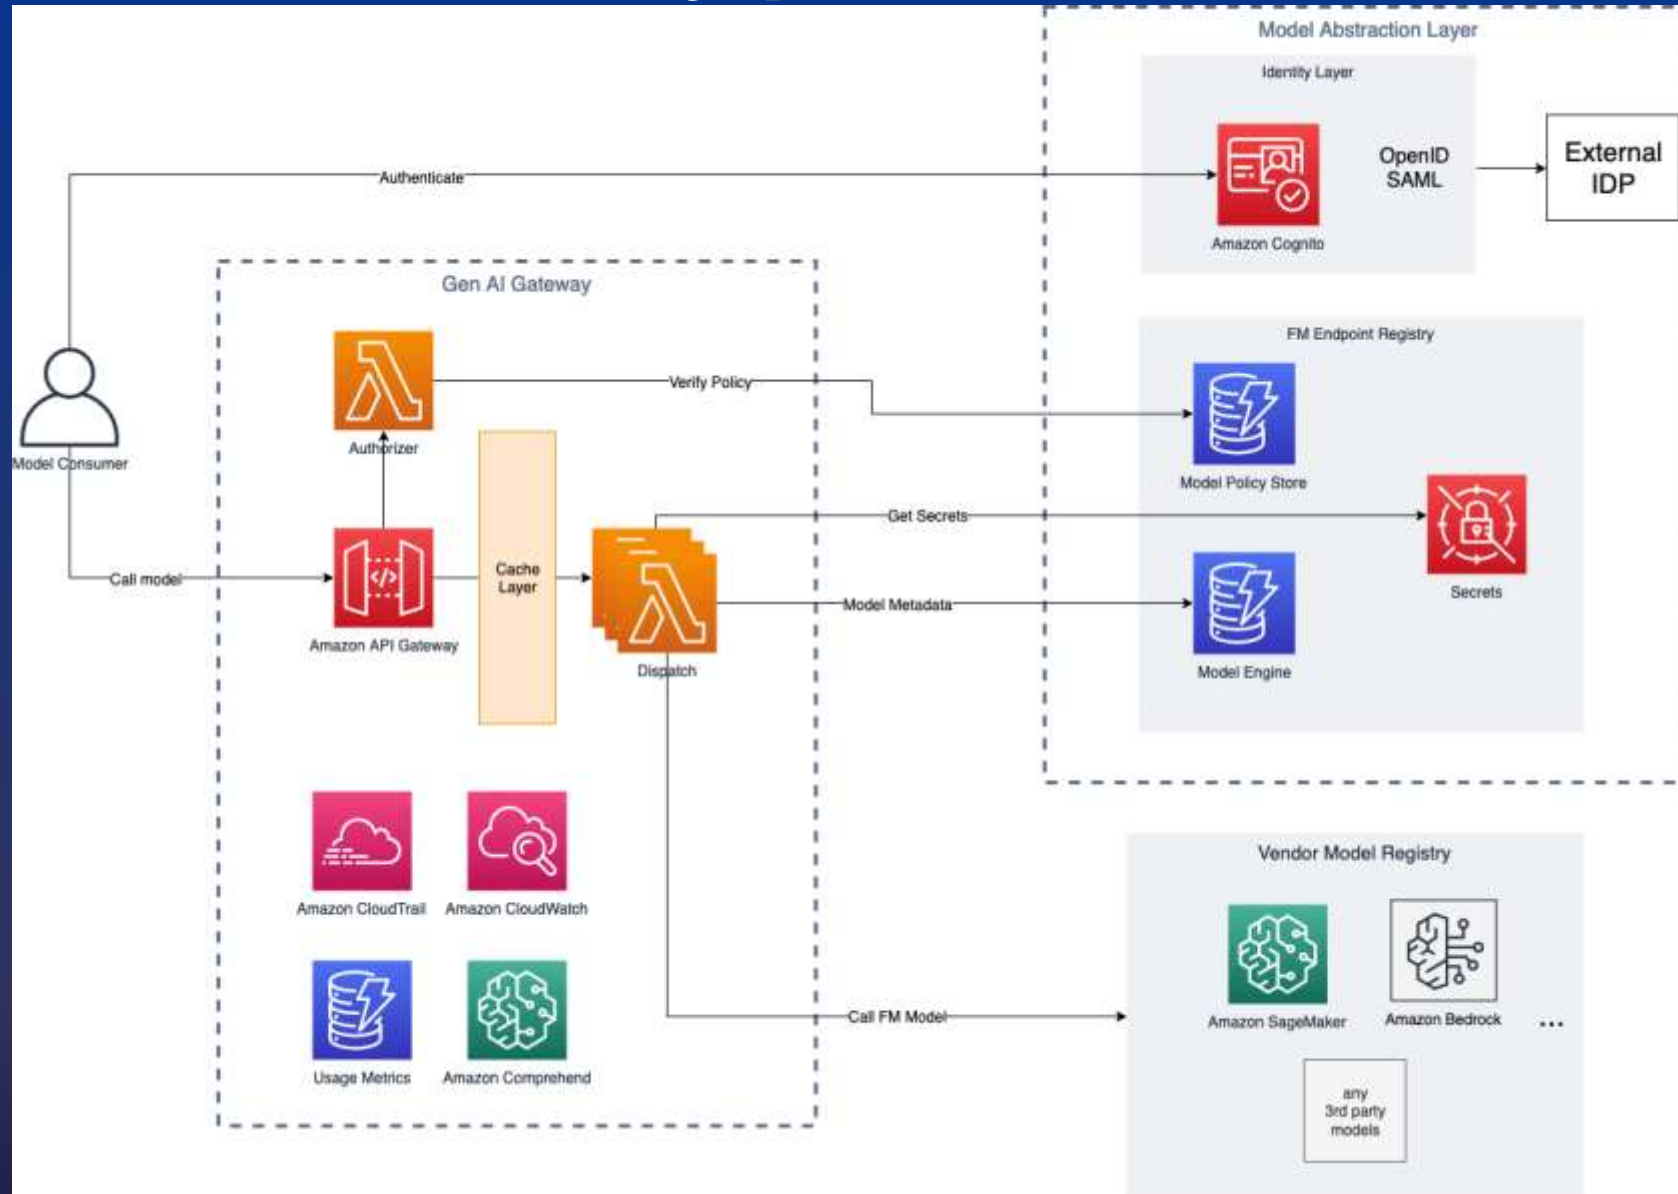 Model Abstraction Layer
Identity Layer
OpenID
SAML
External
IDP
Authenticate
Amazon Cognito
Gen AI Gateway
FM Endpoint Registry
Verify Policy
Authorizer
Model Consumer
Model Policy Store
Get Secrets
Cache
Layer
Call model
Secrets
Model Metadata
Amazon API Gateway
Dispatch
Model Engine
Vendor Model Registry
Amazon CloudTrail
Amazon CloudWatch
Call FM Model
Amazon SageMaker
Amazon Bedrock
...
Usage Metrics
Amazon Comprehend
any
3rd party
models